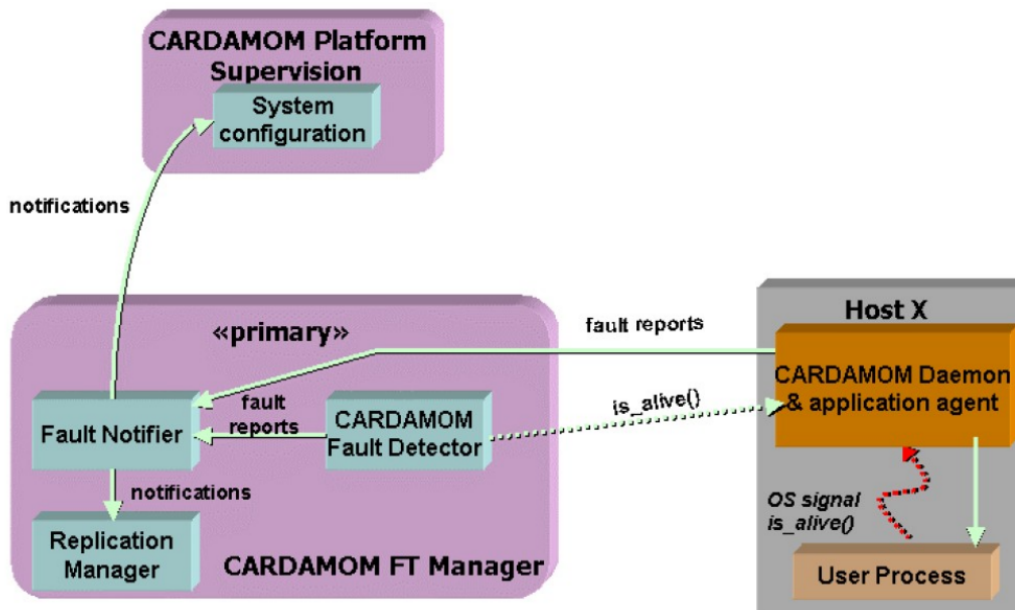 CARDAMOM Platform
Supervision
System
configuration
notifications
«primary»
fault reports
Host X
CARDAMOM Daemon
& application agent
is_alive()
fault
reports
Fault Notifier
CARDAMOM
Fault Detector
notifications
OS signal
is_alive()
Replication
Manager
CARDAMOM FT Manager
User Process